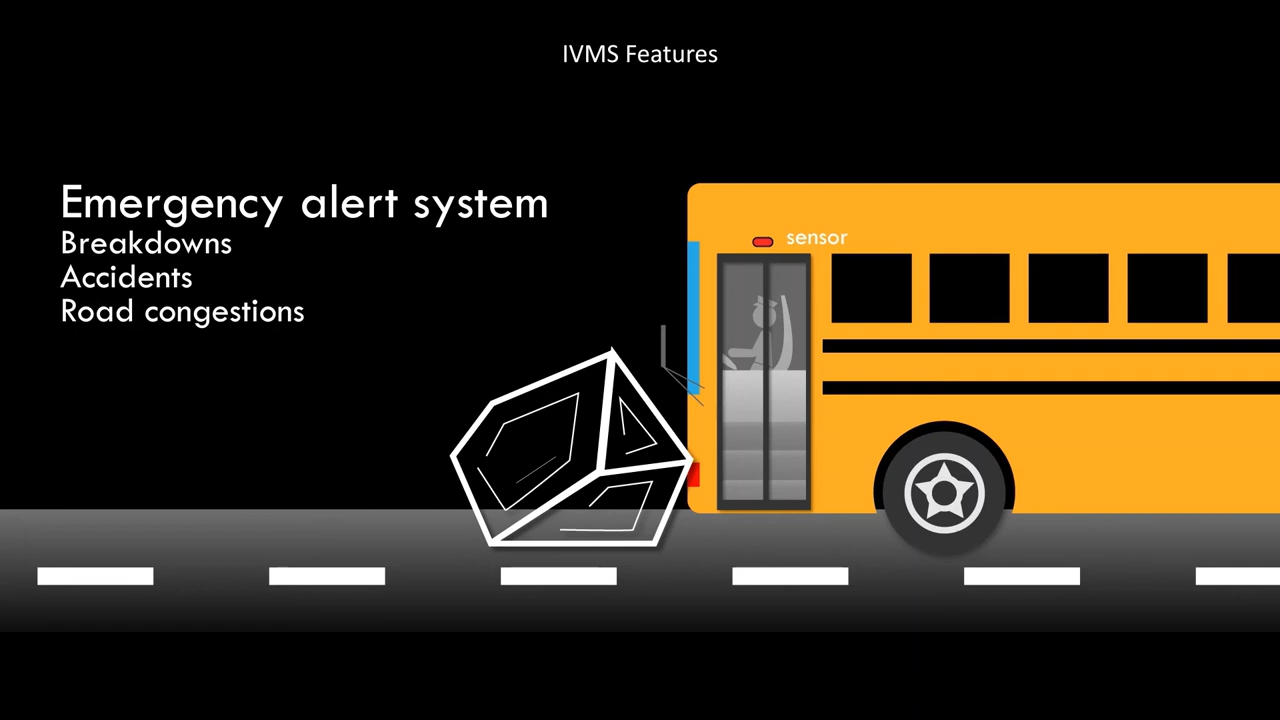 IVMS Features
Emergency alert system
Breakdowns
Accidents
Road congestions
sensor